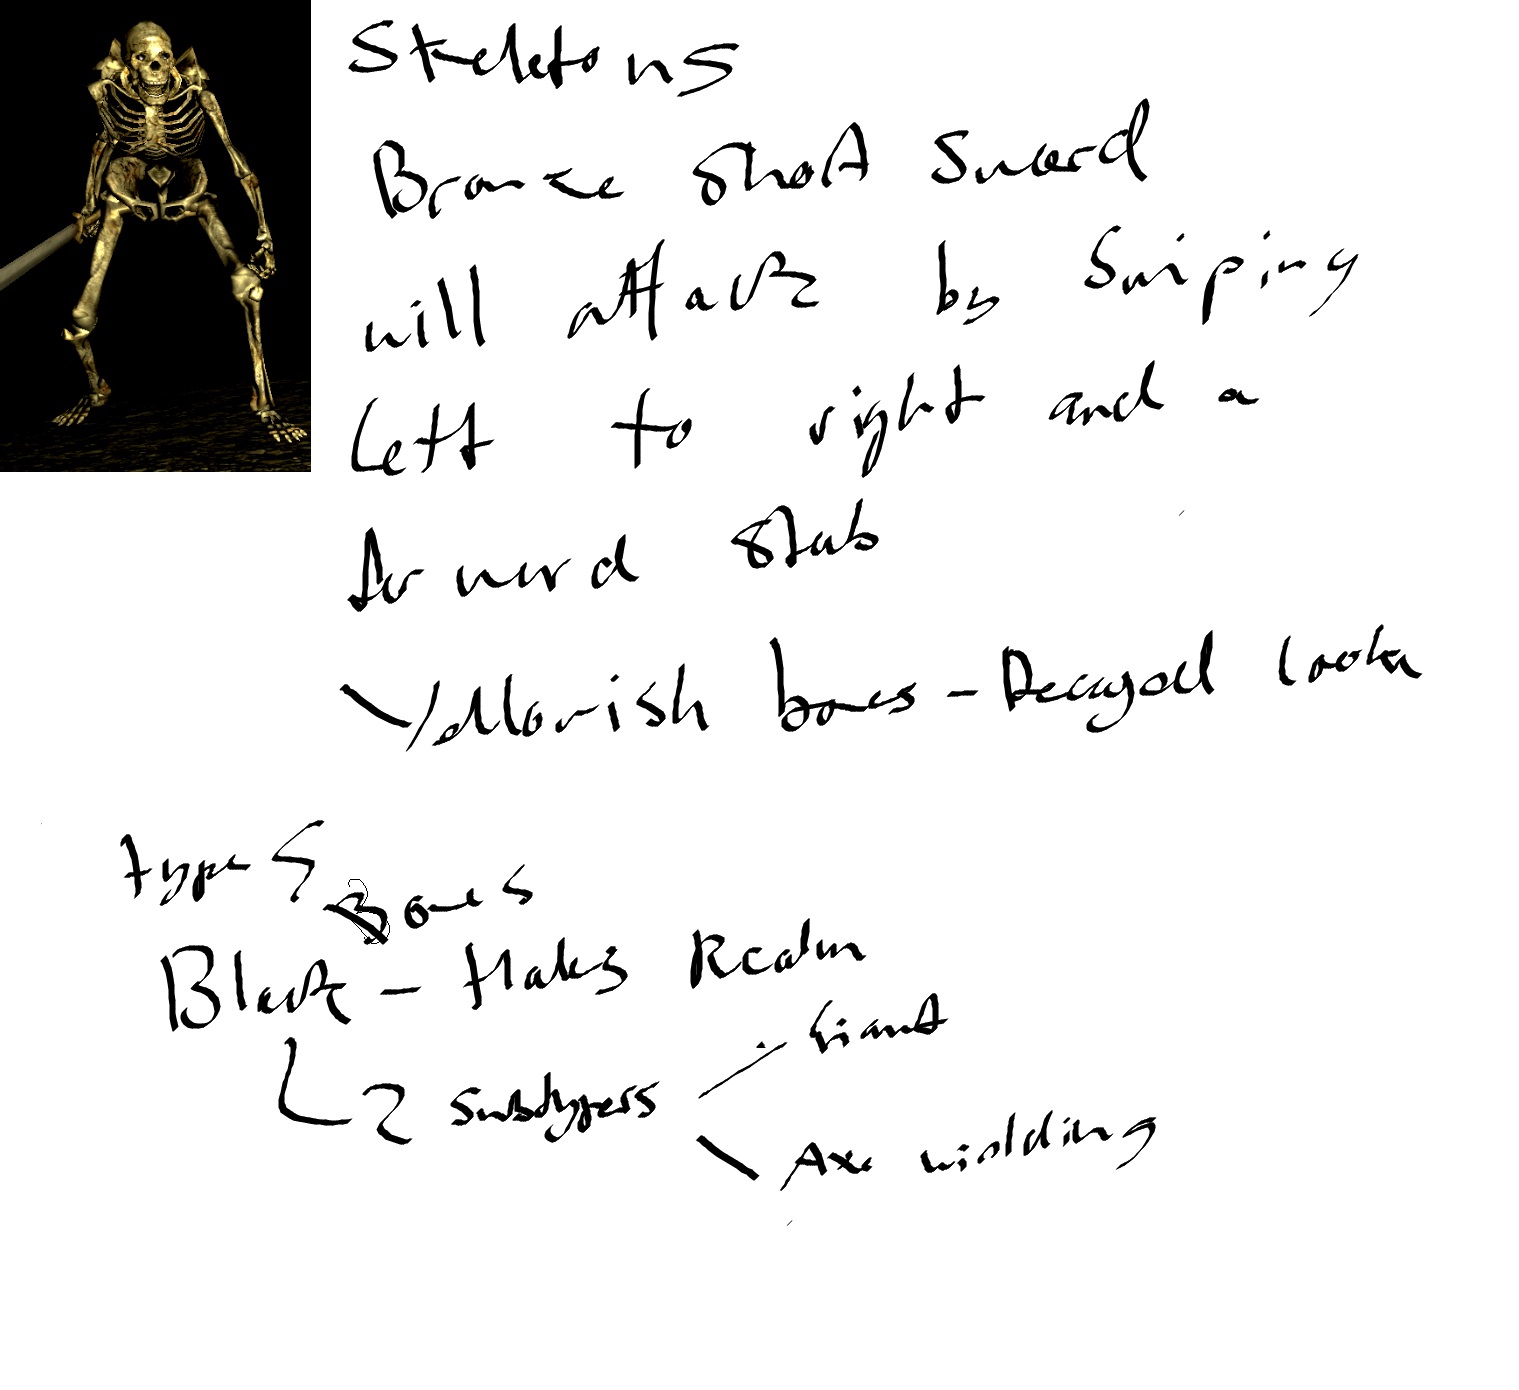 Skeletons
Bronze Short Sword
will attack by Swiping
Left to right and a
forward stab
Yellowish bones - Decayed look
types
Bones
Black - Hades Realm
2 subtypes
Giant
Axe wielding